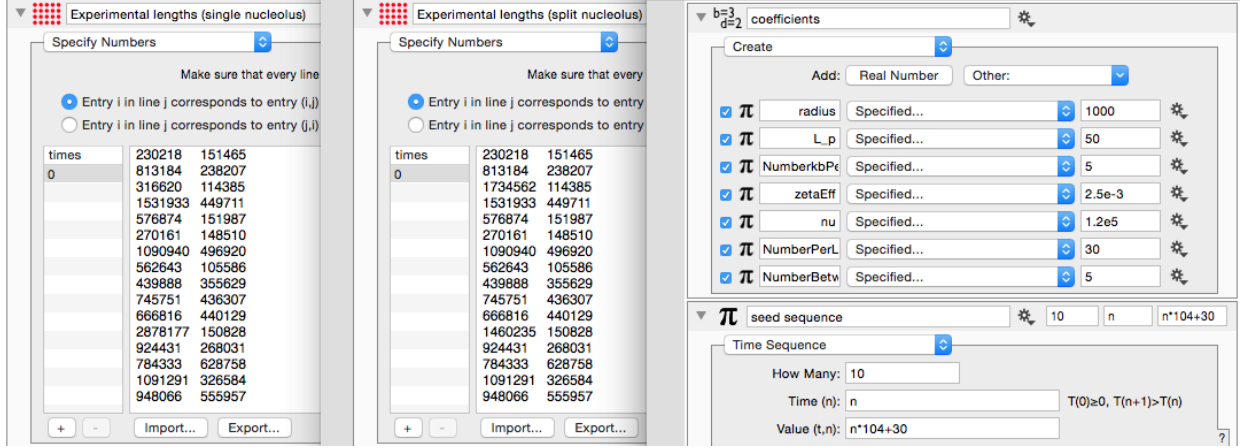 Experimental lengths (single nucleolus)
Specify Numbers
Make sure that every line
Entry i in line j corresponds to entry (i,j)
Entry i in line j corresponds to entry (j,i)
times
0
230218 151465
813184 238207
316620 114385
1531933 449711
576874 151987
270161 148510
1090940 496920
562643 105586
439888 355629
745751 436307
666816 440129
2878177 150828
924431 268031
784333 628758
1091291 326584
948066 555957
+ - Import... Export...
Experimental lengths (split nucleolus)
Specify Numbers
Make sure that every
Entry i in line j corresponds to entry
Entry i in line j corresponds to entry
times
0
230218 151465
813184 238207
1734562 114385
1531933 449711
576874 151987
270161 148510
1090940 496920
562643 105586
439888 355629
745751 436307
666816 440129
1460235 150828
924431 268031
784333 628758
1091291 326584
948066 555957
+ - Import... Export...
b=3
d=2
coefficients
Create
Add: Real Number Other:
π radius Specified... 1000
π L_p Specified... 50
π NumberkbPe Specified... 5
π zetaEff Specified... 2.5e-3
π nu Specified... 1.2e5
π NumberPerL Specified... 30
π NumberBetw Specified... 5
π seed sequence 10 n n*104+30
Time Sequence
How Many: 10
Time (n): n T(0)≥0, T(n+1)>T(n)
Value (t,n): n*104+30
?